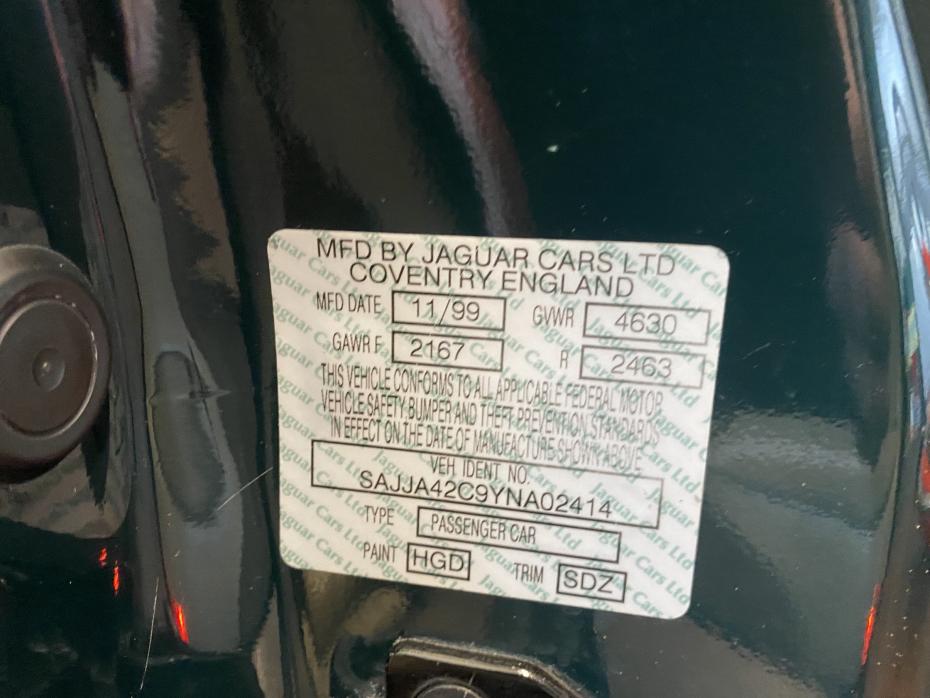 MFD BY JAGUAR CARS LTD
COVENTRY ENGLAND
MFD DATE 11/99 GVWR 4630
GAWR F 2167 R 2463
THIS VEHICLE CONFORMS TO ALL APPLICABLE FEDERAL MOTOR
VEHICLE SAFETY, BUMPER AND THEFT PREVENTION STANDARDS
IN EFFECT ON THE DATE OF MANUFACTURE SHOWN ABOVE
VEH IDENT. NO.
SAJJA42C9YNA02414
TYPE PASSENGER CAR
PAINT HGD TRIM SDZ